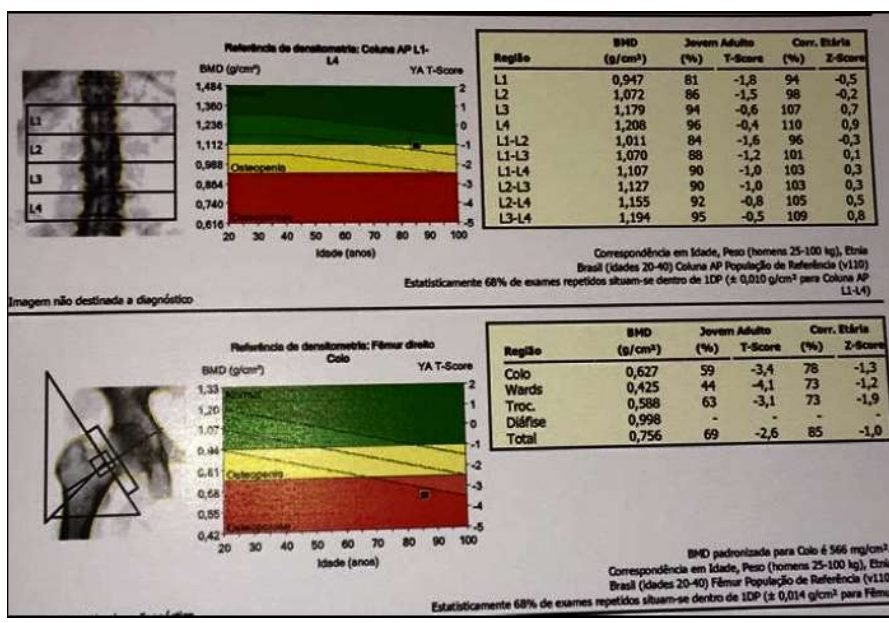 Referência de densitometria: Coluna AP L1-
L4
BMD (g/cm²) YA T-Score
1,484 2
1,360 1
1,236 0
1,112 -1
0,988 -2
0,864 -3
0,740 -4
0,616 -5
Osteopenia
20 30 40 50 60 70 80 90 100
Idade (anos)
L1
L2
L3
L4
BMD Jovem Adulto Corr. Etária
Região (g/cm²) (%) T-Score (%) Z-Score
L1 0,947 81 -1,8 94 -0,5
L2 1,072 86 -1,5 98 -0,2
L3 1,179 94 -0,6 107 0,7
L4 1,208 96 -0,4 110 0,9
L1-L2 1,011 84 -1,6 96 -0,3
L1-L3 1,070 88 -1,2 101 0,1
L1-L4 1,107 90 -1,0 103 0,3
L2-L3 1,127 90 -1,0 103 0,3
L2-L4 1,155 92 -0,8 105 0,5
L3-L4 1,194 95 -0,5 109 0,8
Correspondência em Idade, Peso (homens 25-100 kg), Etnia
Brasil (idades 20-40) Coluna AP População de Referência (v110)
Estatisticamente 68% de exames repetidos situam-se dentro de 1DP (± 0,010 g/cm² para Coluna AP
L1-L4)
Imagem não destinada a diagnóstico
Referência de densitometria: Fêmur direito
Colo
BMD (g/cm²) YA T-Score
1,33 2
1,20 1
1,07 0
0,94 -1
0,81 -2
0,68 -3
0,55 -4
0,42 -5
Normal
Osteopenia
Osteoporose
20 30 40 50 60 70 80 90 100
Idade (anos)
BMD Jovem Adulto Corr. Etária
Região (g/cm²) (%) T-Score (%) Z-Score
Colo 0,627 59 -3,4 78 -1,3
Wards 0,425 44 -4,1 73 -1,2
Troc. 0,588 63 -3,1 73 -1,9
Diáfise 0,998 - - - -
Total 0,756 69 -2,6 85 -1,0
BMD padronizada para Colo é 566 mg/cm²
Correspondência em Idade, Peso (homens 25-100 kg), Etni
Brasil (idades 20-40) Fêmur População de Referência (v110
Estatisticamente 68% de exames repetidos situam-se dentro de 1DP (± 0,014 g/cm² para Fêmu